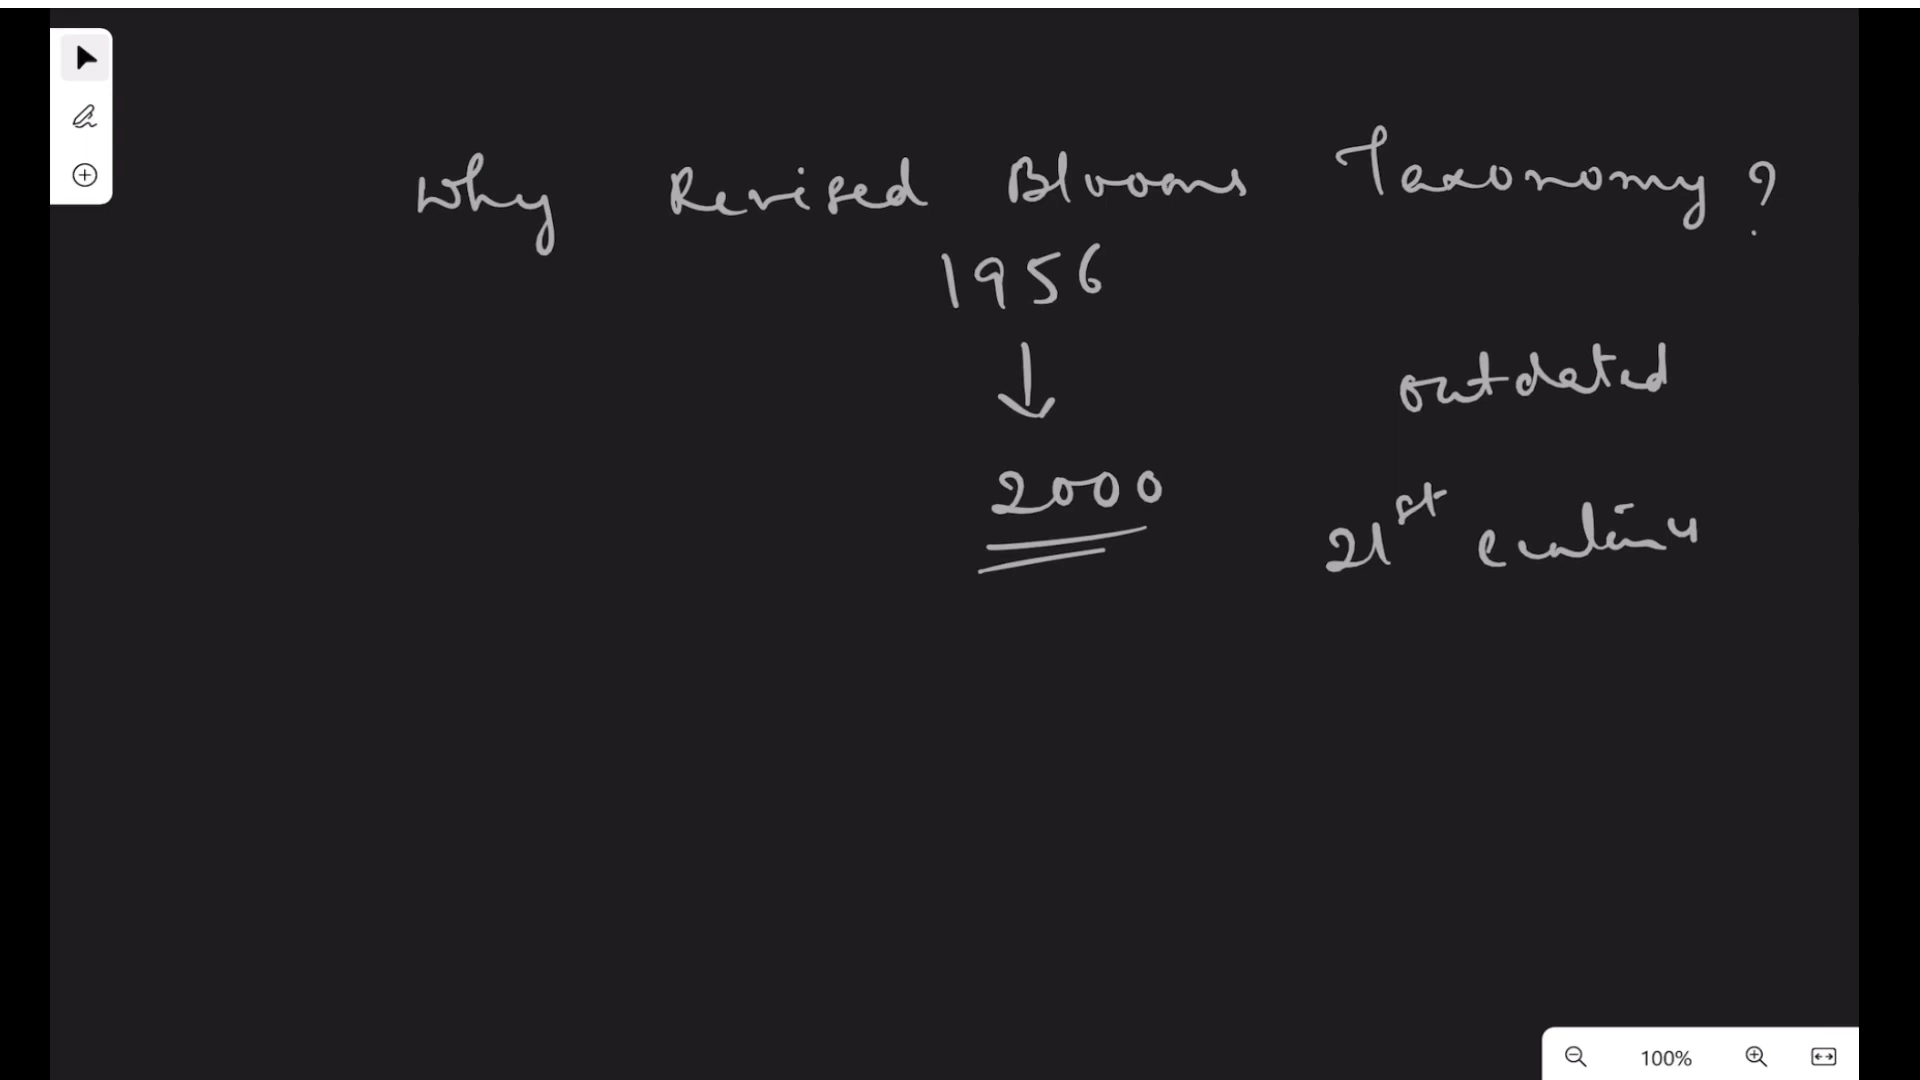 Why Revised Blooms Taxonomy ?
1956
↓
outdated
2000
21st century
100%